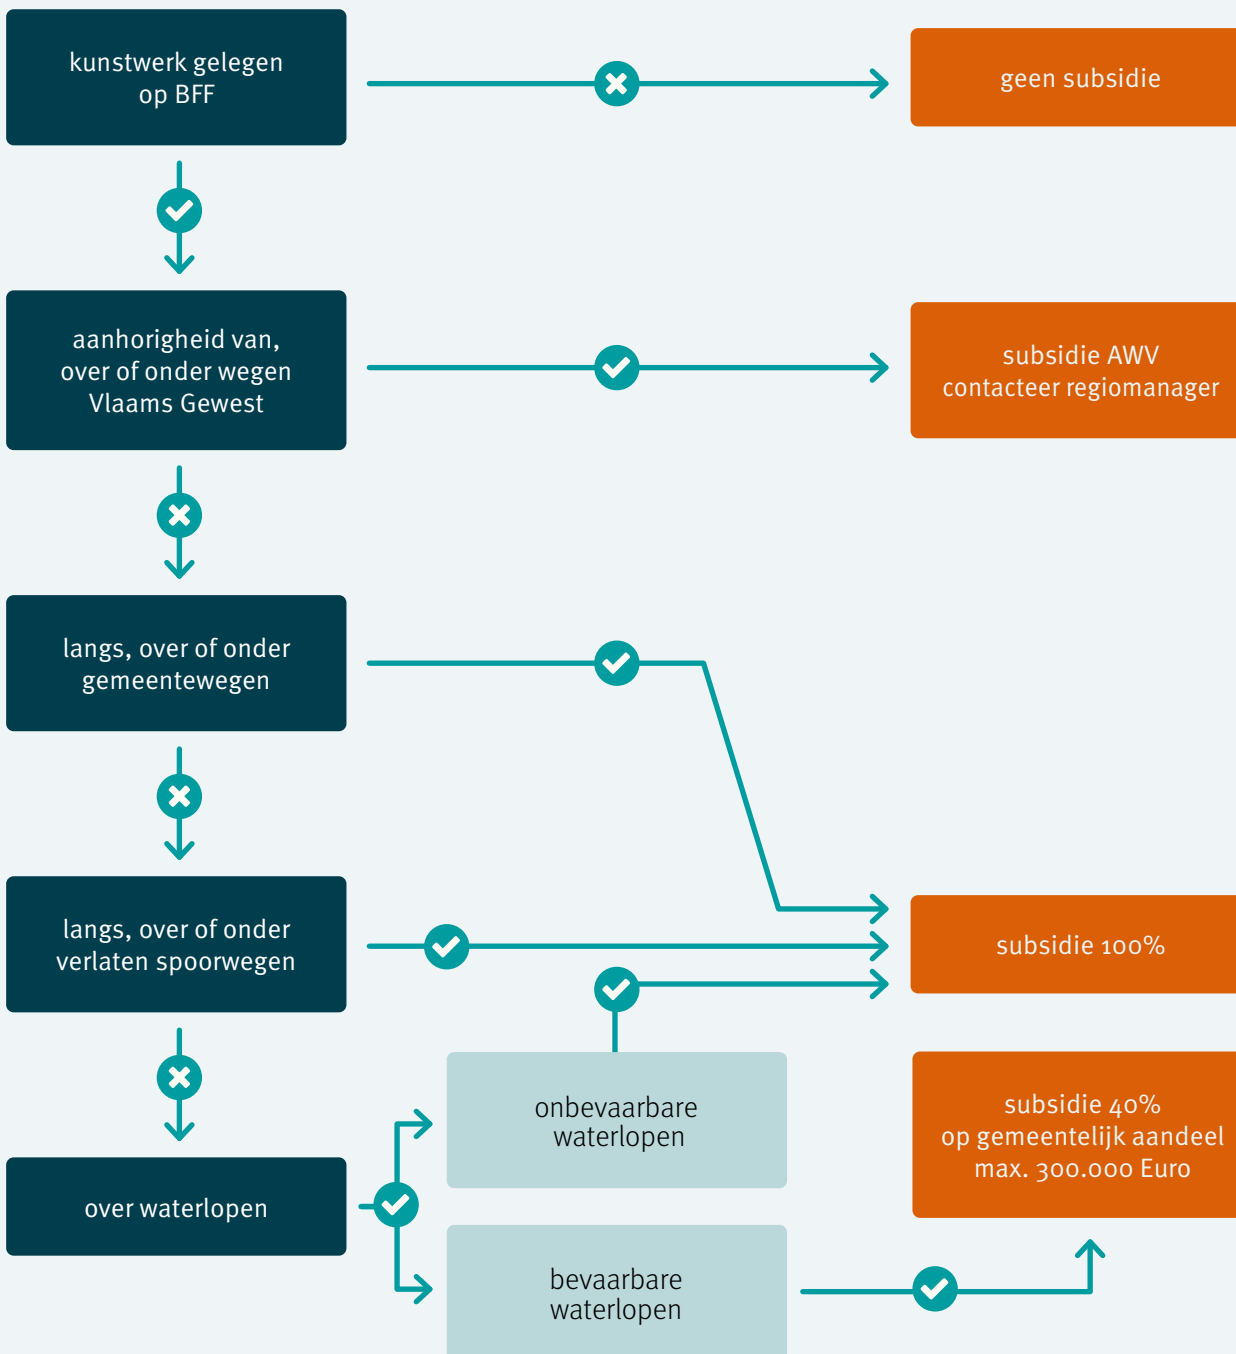 kunstwerk gelegen
op BFF
geen subsidie
aanhorigheid van,
over of onder wegen
Vlaams Gewest
subsidie AWV
contacteer regiomanager
langs, over of onder
gemeentewegen
langs, over of onder
verlaten spoorwegen
subsidie 100%
onbevaarbare
waterlopen
subsidie 40%
op gemeentelijk aandeel
max. 300.000 Euro
over waterlopen
bevaarbare
waterlopen